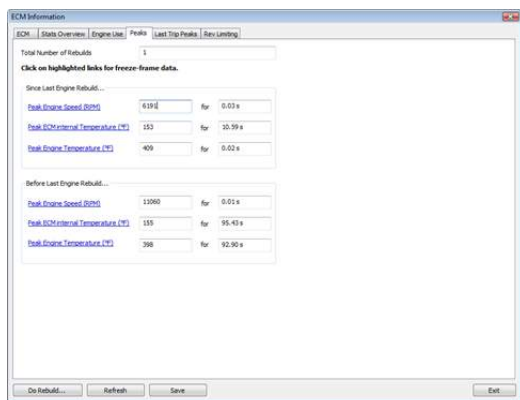 ECM Information
ECM Stats Overview Engine Use Peaks Last Trip Peaks Rev Limiting
Total Number of Rebuilds 1
Click on highlighted links for freeze-frame data.
Since Last Engine Rebuild...
Peak Engine Speed (RPM) 6191 for 0.03 s
Peak ECM internal Temperature (°F) 153 for 10.59 s
Peak Engine Temperature (°F) 409 for 0.02 s
Before Last Engine Rebuild...
Peak Engine Speed (RPM) 11060 for 0.01 s
Peak ECM internal Temperature (°F) 155 for 95.43 s
Peak Engine Temperature (°F) 398 for 92.90 s
Do Rebuild... Refresh Save Exit